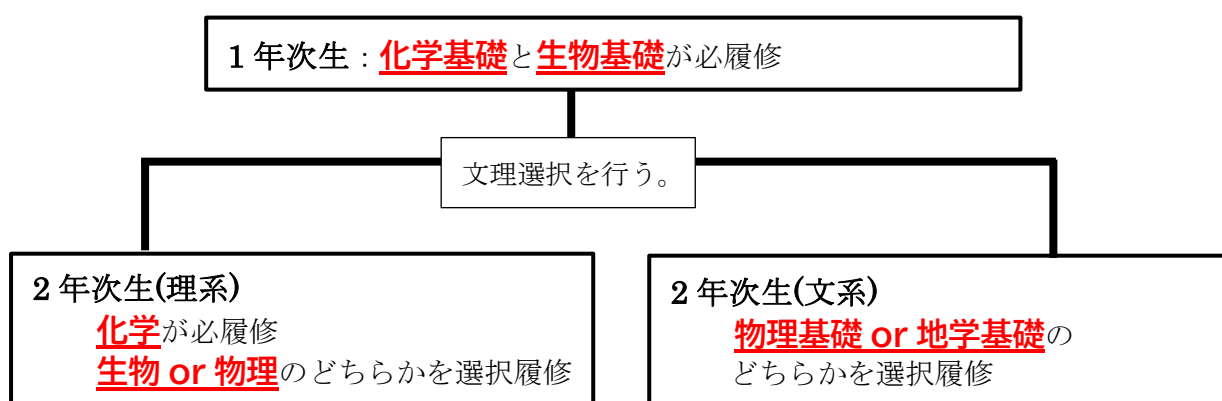 1年次生：化学基礎と生物基礎が必履修
文理選択を行う。
2年次生(理系)
化学が必履修
生物 or 物理のどちらかを選択履修
2年次生(文系)
物理基礎 or 地学基礎の
どちらかを選択履修